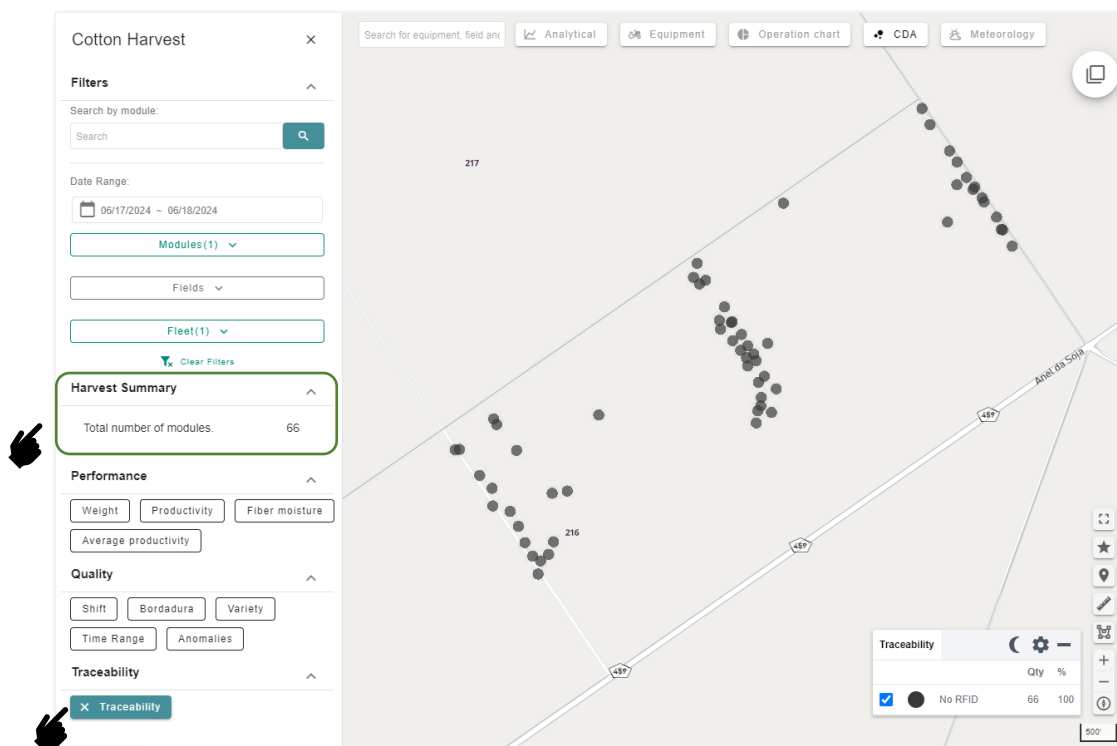 Cotton Harvest
Filters
Search by module:
Search
Date Range:
06/17/2024 ~ 06/18/2024
Modules(1)
Fields
Fleet(1)
Clear Filters
Harvest Summary
Total number of modules. 66
Performance
Weight Productivity Fiber moisture
Average productivity
Quality
Shift Bordadura Variety
Time Range Anomalies
Traceability
Traceability
Search for equipment, field and Analytical Equipment Operation chart CDA Meteorology
217
Anel da Soja
459
216
459
459
Traceability
Qty %
No RFID 66 100
500'